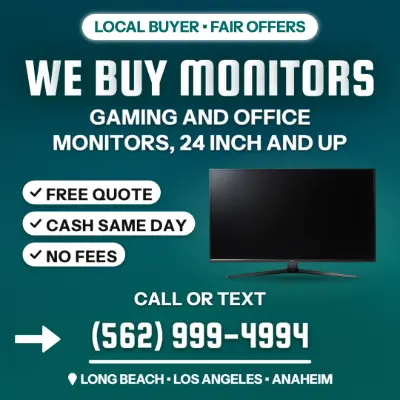 LOCAL BUYER • FAIR OFFERS
WE BUY MONITORS
GAMING AND OFFICE
MONITORS, 24 INCH AND UP
FREE QUOTE
CASH SAME DAY
NO FEES
CALL OR TEXT
(562) 999-4994
LONG BEACH • LOS ANGELES • ANAHEIM